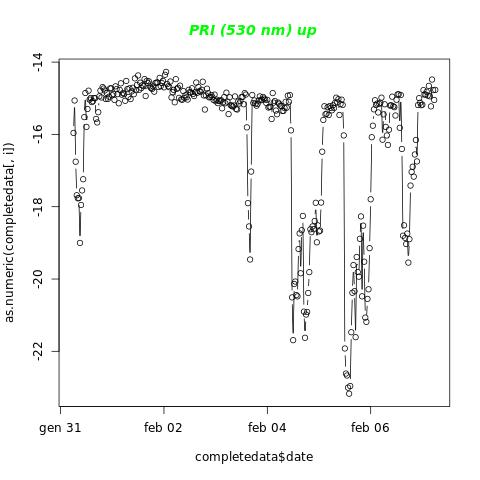 PRI (530 nm) up
as.numeric(completedata[, i])
-14
-16
-18
-20
-22
gen 31
feb 02
feb 04
feb 06
completedata$date